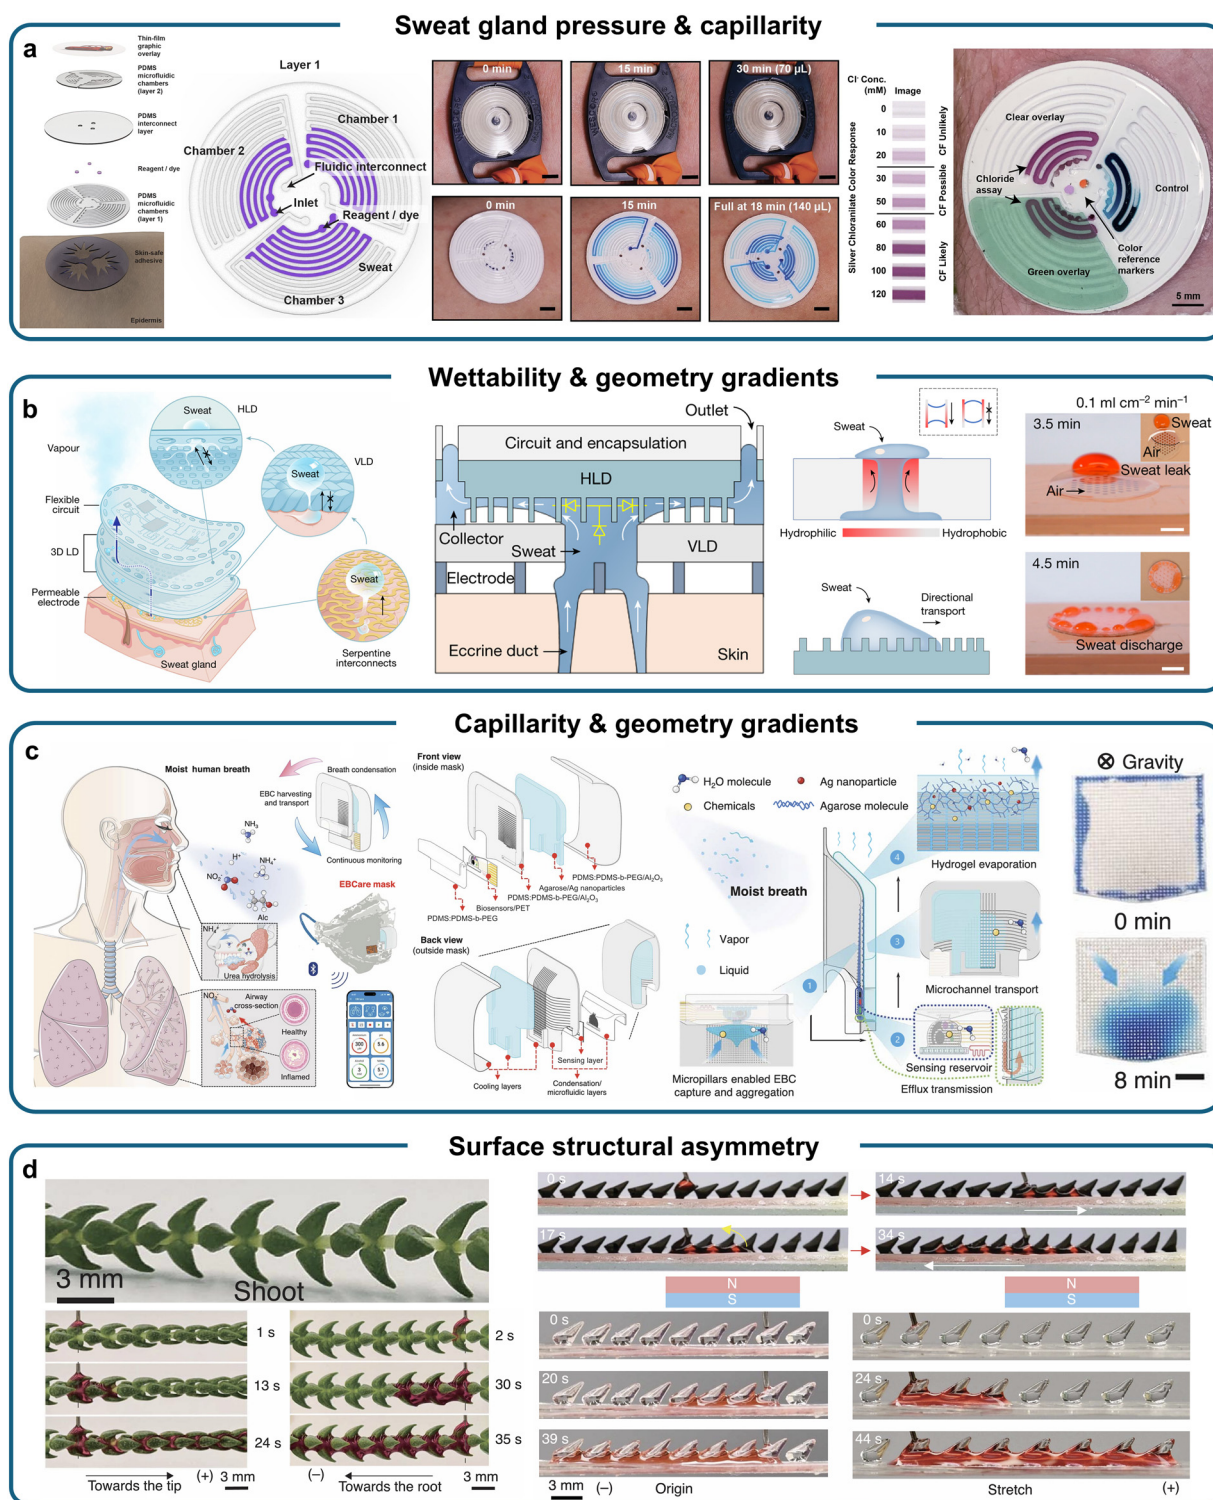 Sweat gland pressure & capillarity
a
Thin-film
graphic
overlay
PDMS
microfluidic
chambers
(layer 2)
PDMS
interconnect
layer
Reagent / dye
PDMS
microfluidic
chambers
(layer 1)
Skin-safe
adhesive
Epidermis
Layer 1
Chamber 1
Chamber 2
Fluidic interconnect
Inlet
Reagent / dye
Sweat
Chamber 3
0 min
15 min
30 min (70 µL)
0 min
15 min
Full at 18 min (140 µL)
Cl⁻ Conc.
(mM)
Image
0
10
20
30
50
60
80
100
120
Silver Chloranilate Color Response
CF Unlikely
CF Possible
CF Likely
Clear overlay
Chloride
assay
Control
Color
reference
markers
Green overlay
5 mm
Wettability & geometry gradients
b
Sweat
HLD
Vapour
VLD
Sweat
Flexible
circuit
3D LD
Permeable
electrode
Sweat
Sweat gland
Serpentine
interconnects
Outlet
Circuit and encapsulation
HLD
Collector
Sweat
VLD
Electrode
Eccrine duct
Skin
Sweat
Hydrophilic
Hydrophobic
Sweat
Directional
transport
0.1 ml cm⁻² min⁻¹
3.5 min
Sweat
Air
Sweat leak
Air
4.5 min
Sweat discharge
Capillarity & geometry gradients
c
Moist human breath
Breath condensation
EBC harvesting
and transport
Continuous monitoring
NH₃
H⁺
NH₄⁺
NO₂⁻
Alc
EBCare mask
NH₄⁺
Urea hydrolysis
NO₂⁻
Airway
cross-section
Healthy
Inflamed
Front view
(inside mask)
PDMS:PDMS-b-PEG/Al₂O₃
Agarose/Ag nanoparticles
PDMS:PDMS-b-PEG/Al₂O₃
Biosensors/PET
PDMS:PDMS-b-PEG
Back view
(outside mask)
Sensing layer
Cooling layers
Condensation/
microfluidic layers
H₂O molecule
Ag nanoparticle
Chemicals
Agarose molecule
Moist breath
Vapor
Liquid
1
2
3
4
Hydrogel evaporation
Microchannel transport
Sensing reservoir
Efflux transmission
Micropillars enabled EBC
capture and aggregation
Gravity
0 min
8 min
Surface structural asymmetry
d
3 mm
Shoot
1 s
13 s
24 s
2 s
30 s
35 s
Towards the tip
(+)
3 mm
(−)
Towards the root
3 mm
0 s
14 s
17 s
34 s
N
S
N
S
0 s
20 s
39 s
0 s
24 s
44 s
3 mm
(−)
Origin
Stretch
(+)